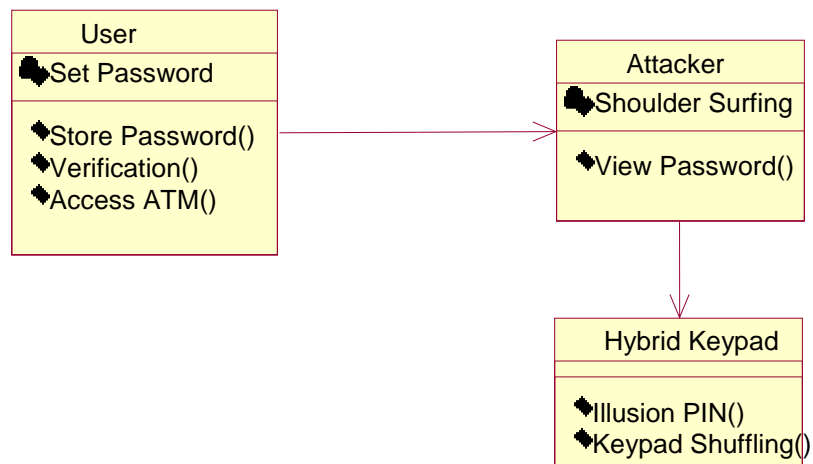 User
Set Password
Store Password()
Verification()
Access ATM()
Attacker
Shoulder Surfing
View Password()
Hybrid Keypad
Illusion PIN()
Keypad Shuffling()